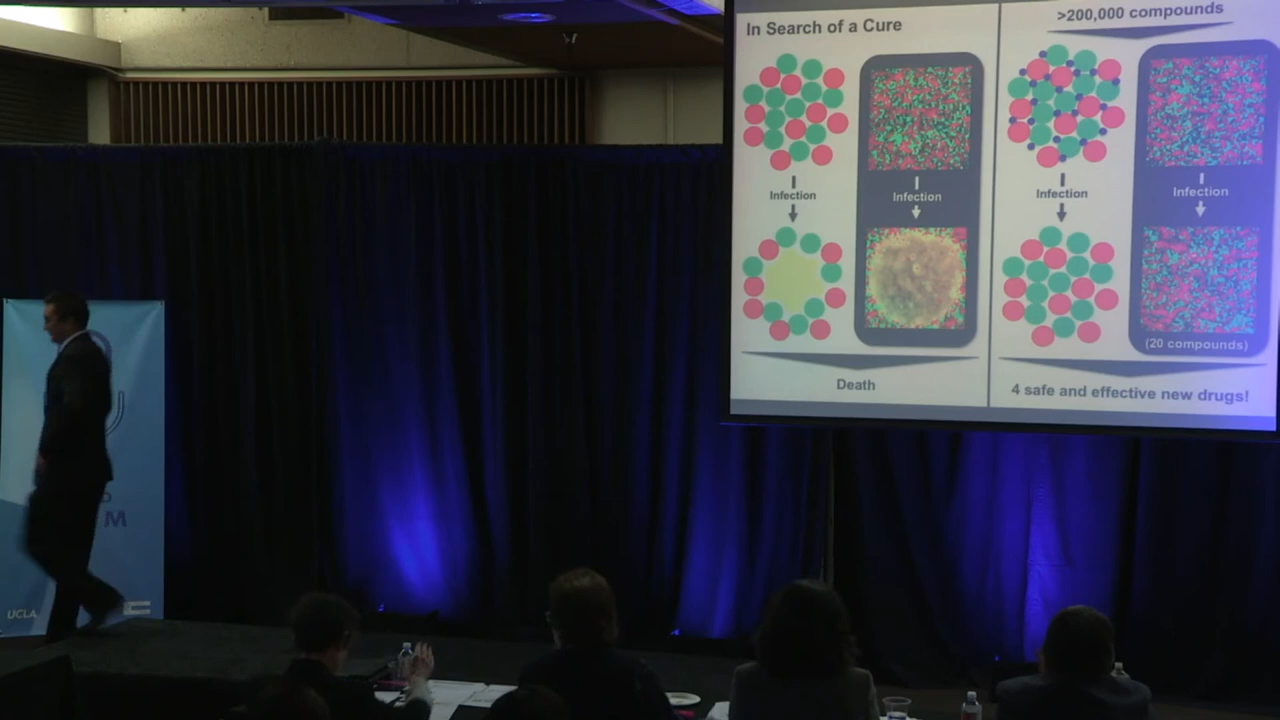 In Search of a Cure
Infection
Infection
Death
>200,000 compounds
Infection
Infection
(20 compounds)
4 safe and effective new drugs!
UCLA
M